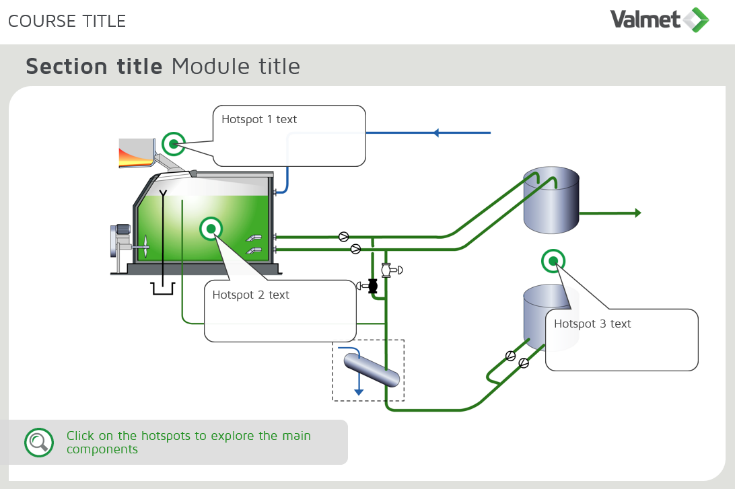 COURSE TITLE
Valmet
Section title Module title
Hotspot 1 text
Hotspot 2 text
Hotspot 3 text
Click on the hotspots to explore the main
components